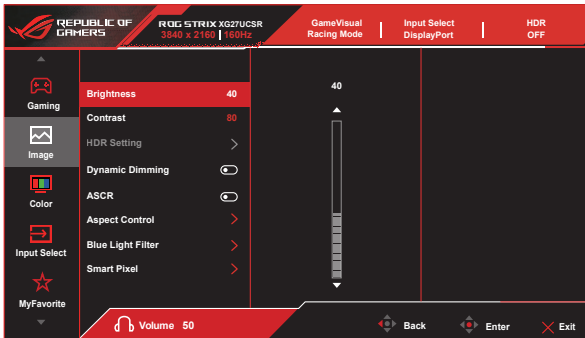 REPUBLIC OF
GAMERS
ROG STRIX XG27UCSR
3840 x 2160 160Hz
GameVisual
Racing Mode
Input Select
DisplayPort
HDR
OFF
Gaming
Image
Color
Input Select
MyFavorite
Brightness 40
Contrast 80
HDR Setting
Dynamic Dimming
ASCR
Aspect Control
Blue Light Filter
Smart Pixel
40
Volume 50
Back
Enter
Exit